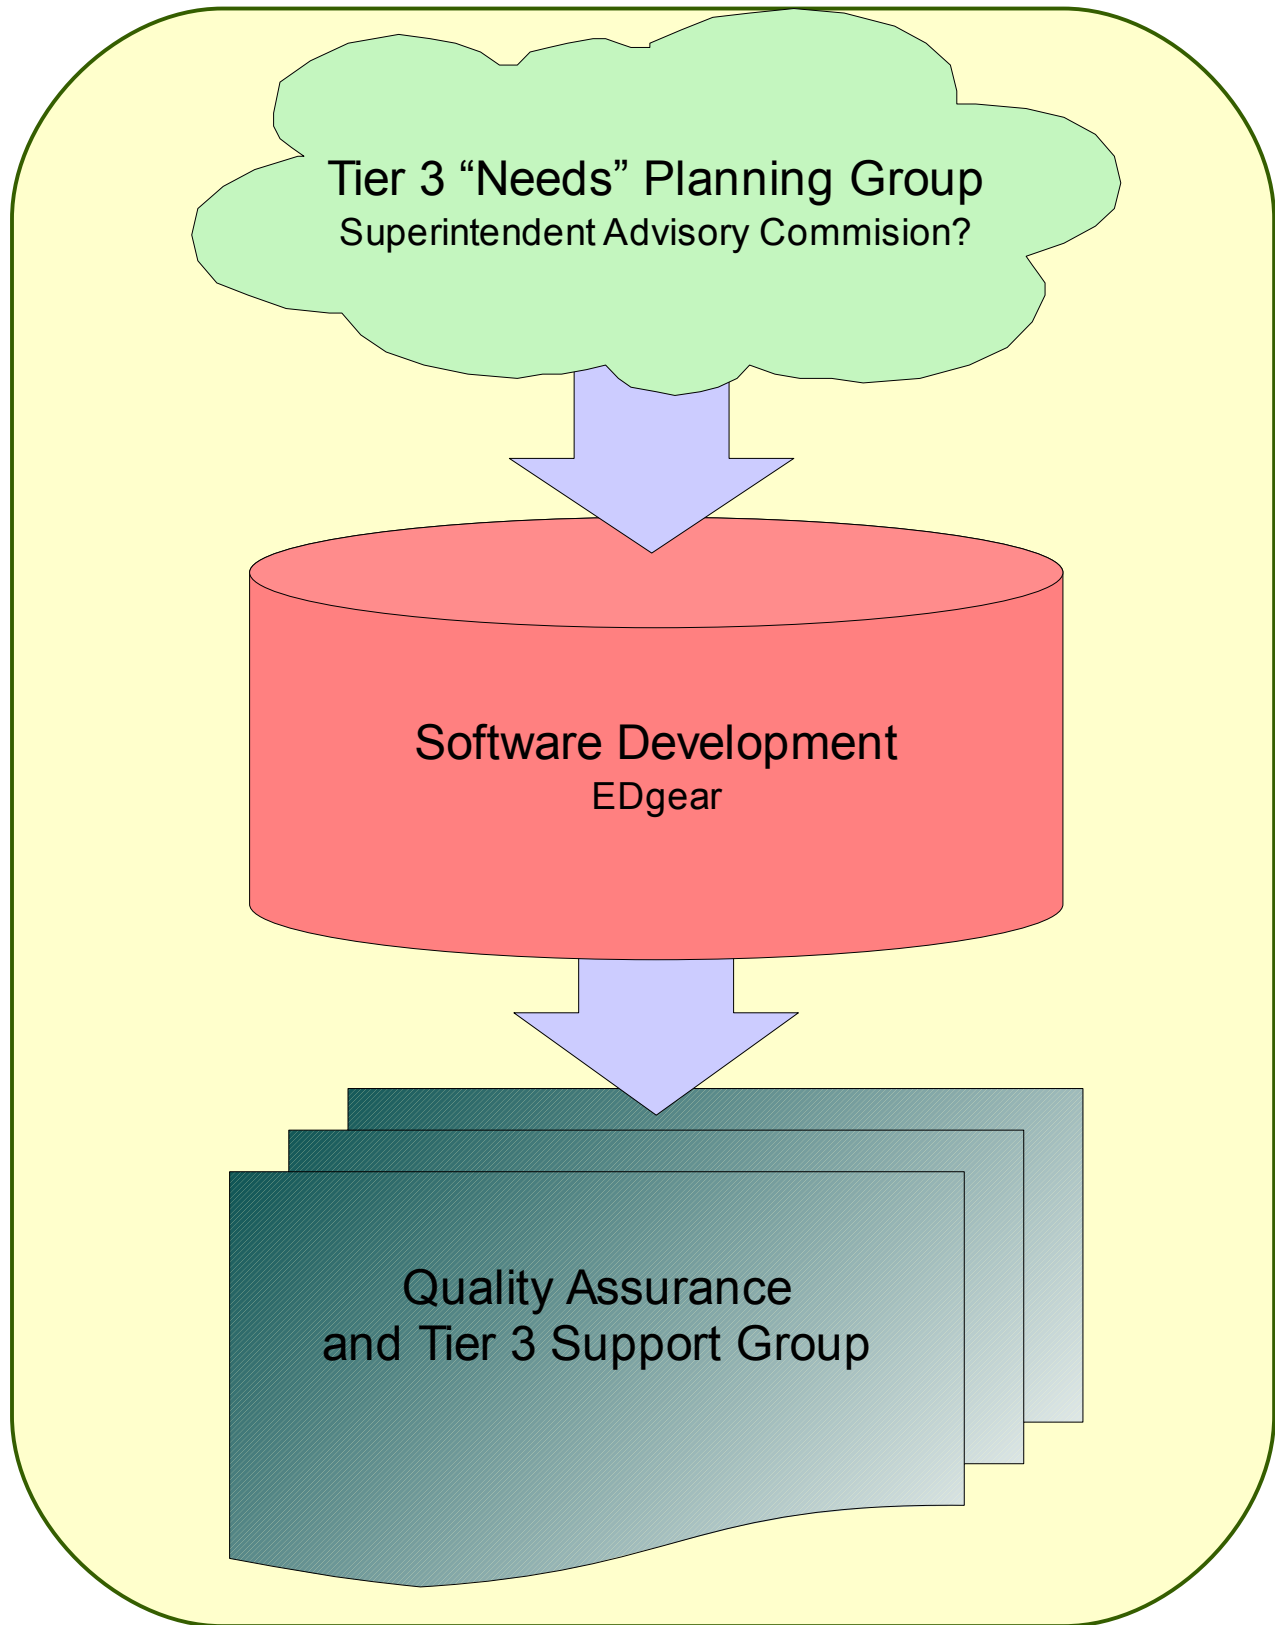 Tier 3 “Needs” Planning Group
Superintendent Advisory Commision?
Software Development
EDgear
Quality Assurance
and Tier 3 Support Group